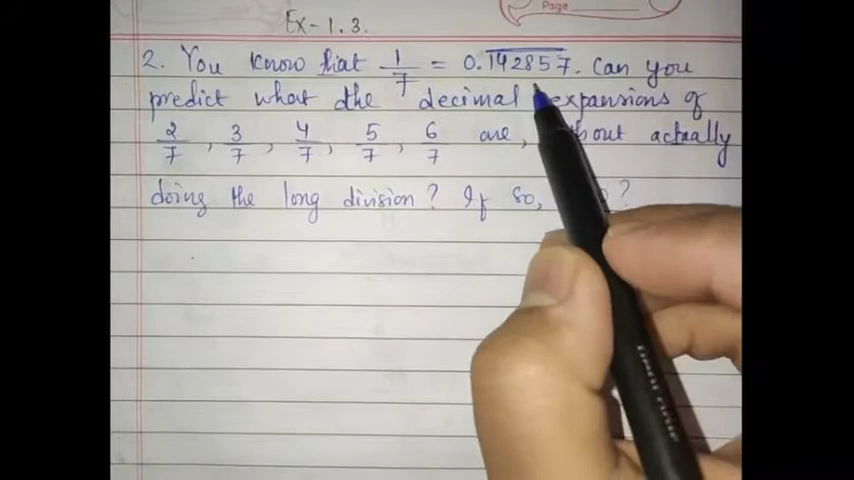 Page
Ex-1.3.
2. You know that 1/7 = 0.142857. Can you
predict what the decimal expansions of
2/7, 3/7, 4/7, 5/7, 6/7 are, actually
doing the long division? If so,